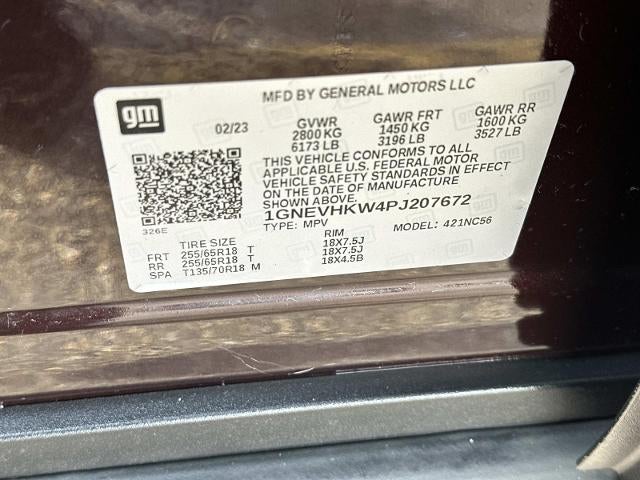 gm
MFD BY GENERAL MOTORS LLC
02/23
GVWR GAWR FRT GAWR RR
2800 KG 1450 KG 1600 KG
6173 LB 3196 LB 3527 LB
THIS VEHICLE CONFORMS TO ALL
APPLICABLE U.S. FEDERAL MOTOR
VEHICLE SAFETY STANDARDS IN EFFECT
ON THE DATE OF MANUFACTURE
SHOWN ABOVE.
1GNEVHKW4PJ207672
326E
TYPE: MPV MODEL: 421NC56
TIRE SIZE RIM
FRT 255/65R18 T 18X7.5J
RR 255/65R18 T 18X7.5J
SPA T135/70R18 M 18X4.5B